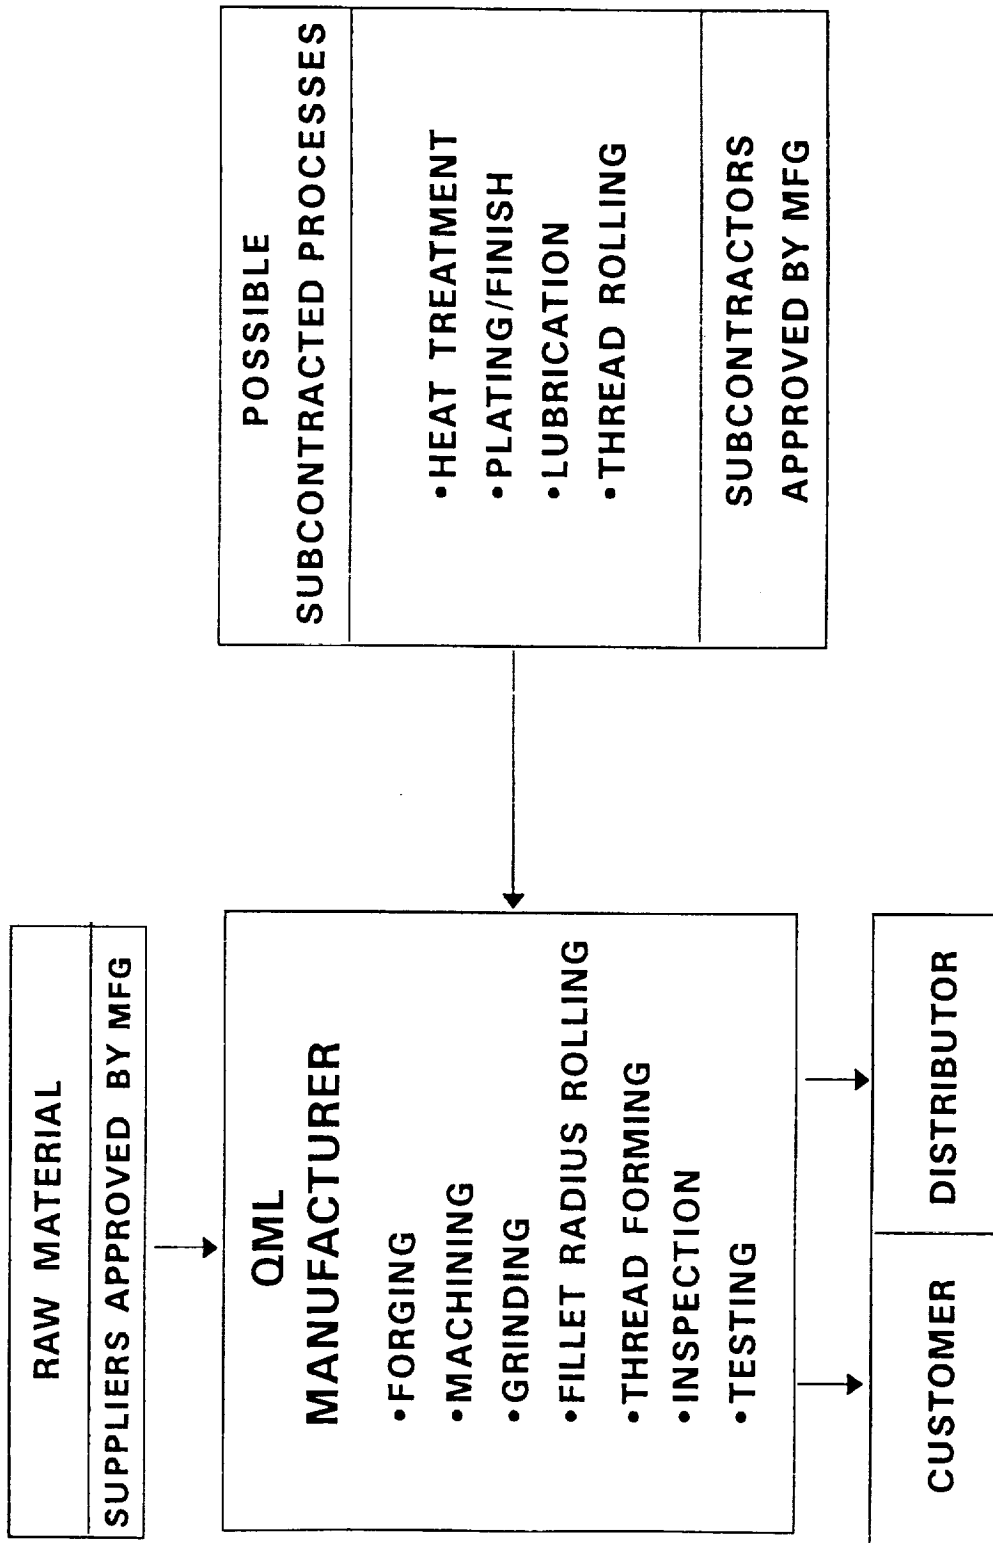 RAW MATERIAL
SUPPLIERS APPROVED BY MFG
QML
MANUFACTURER
•FORGING
•MACHINING
•GRINDING
•FILLET RADIUS ROLLING
•THREAD FORMING
•INSPECTION
•TESTING
CUSTOMER
DISTRIBUTOR
POSSIBLE
SUBCONTRACTED PROCESSES
•HEAT TREATMENT
•PLATING/FINISH
•LUBRICATION
•THREAD ROLLING
SUBCONTRACTORS
APPROVED BY MFG